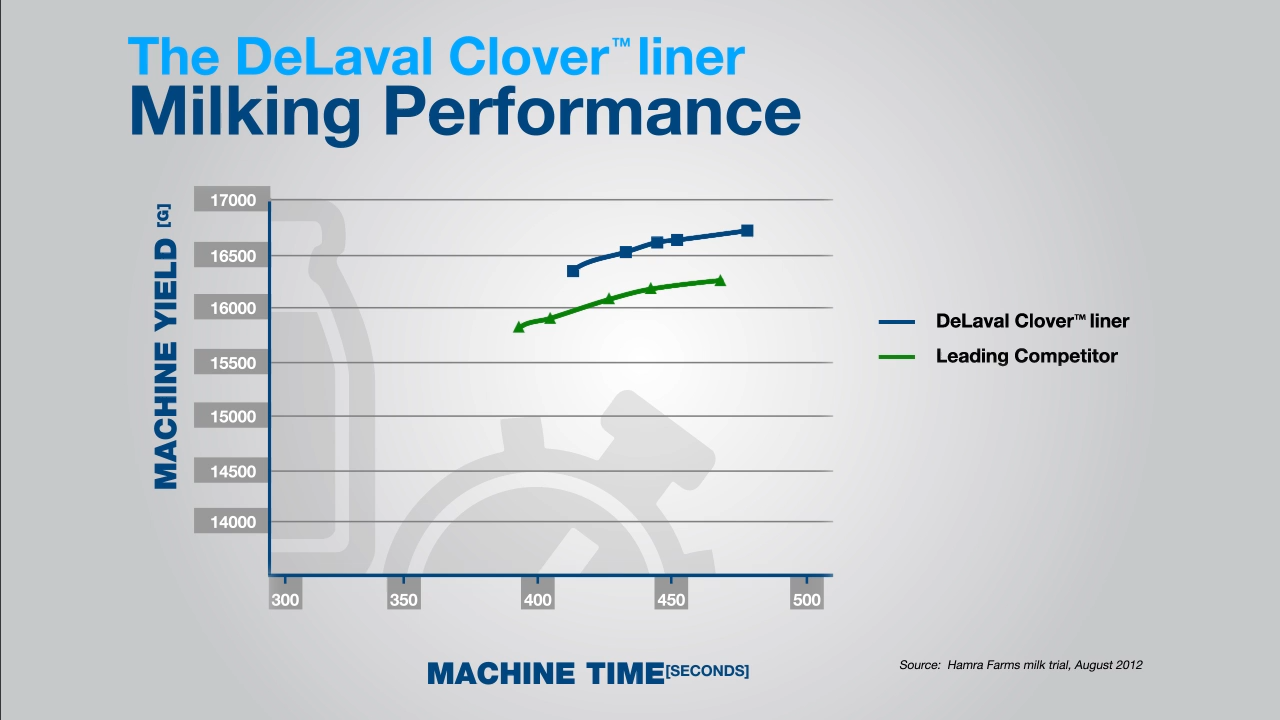 The DeLaval Clover™ liner
Milking Performance
MACHINE YIELD [G]
17000
16500
16000
15500
15000
14500
14000
300 350 400 450 500
MACHINE TIME [SECONDS]
DeLaval Clover™ liner
Leading Competitor
Source: Hamra Farms milk trial, August 2012